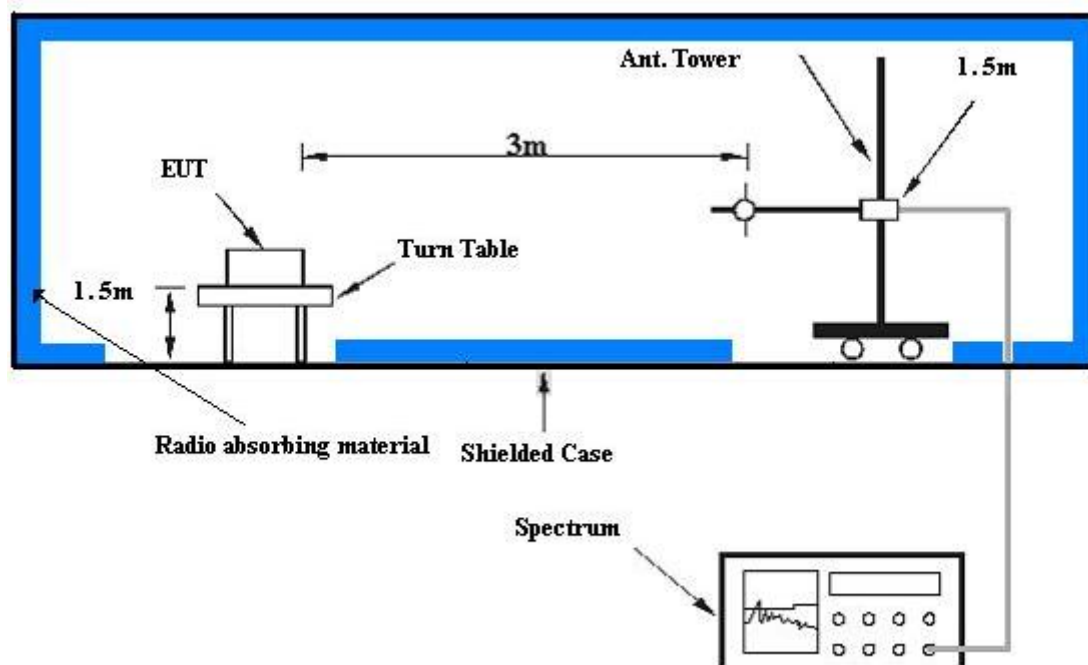 Ant. Tower
1.5m
3m
EUT
Turn Table
1.5m
Radio absorbing material
Shielded Case
Spectrum